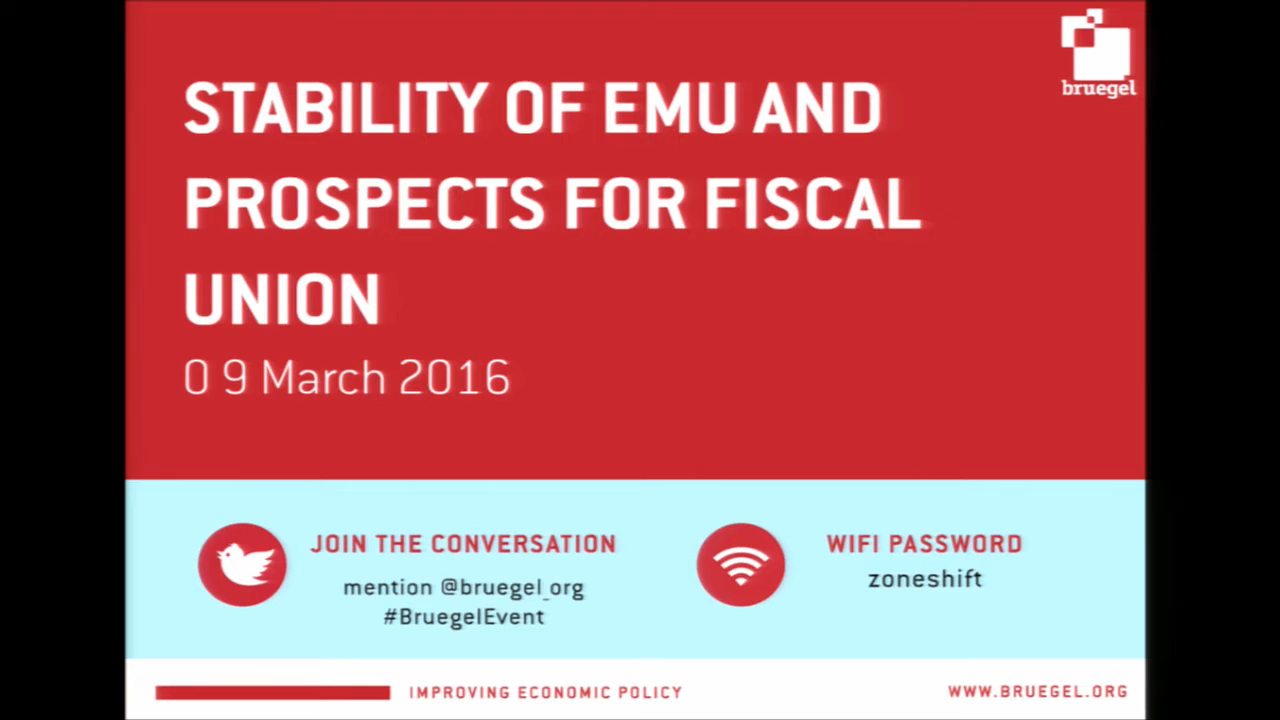 bruegel
STABILITY OF EMU AND
PROSPECTS FOR FISCAL
UNION
0 9 March 2016
JOIN THE CONVERSATION
mention @bruegel_org
#BruegelEvent
WIFI PASSWORD
zoneshift
IMPROVING ECONOMIC POLICY
WWW.BRUEGEL.ORG